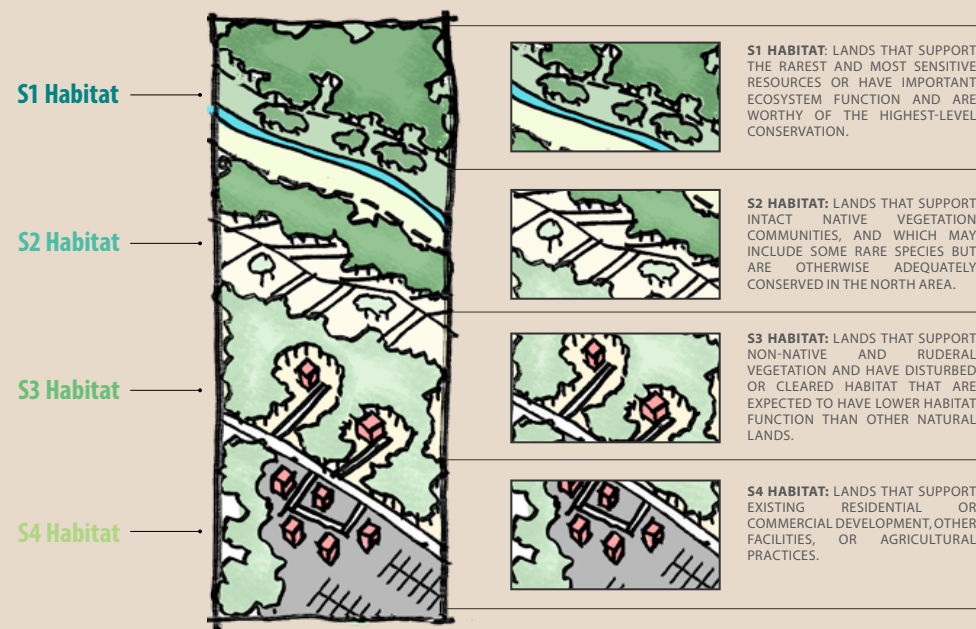 S1 Habitat
S1 HABITAT: LANDS THAT SUPPORT
THE RAREST AND MOST SENSITIVE
RESOURCES OR HAVE IMPORTANT
ECOSYSTEM FUNCTION AND ARE
WORTHY OF THE HIGHEST-LEVEL
CONSERVATION.
S2 Habitat
S2 HABITAT: LANDS THAT SUPPORT
INTACT NATIVE VEGETATION
COMMUNITIES, AND WHICH MAY
INCLUDE SOME RARE SPECIES BUT
ARE OTHERWISE ADEQUATELY
CONSERVED IN THE NORTH AREA.
S3 Habitat
S3 HABITAT: LANDS THAT SUPPORT
NON-NATIVE AND RUDERAL
VEGETATION AND HAVE DISTURBED
OR CLEARED HABITAT THAT ARE
EXPECTED TO HAVE LOWER HABITAT
FUNCTION THAN OTHER NATURAL
LANDS.
S4 Habitat
S4 HABITAT: LANDS THAT SUPPORT
EXISTING RESIDENTIAL OR
COMMERCIAL DEVELOPMENT, OTHER
FACILITIES, OR AGRICULTURAL
PRACTICES.